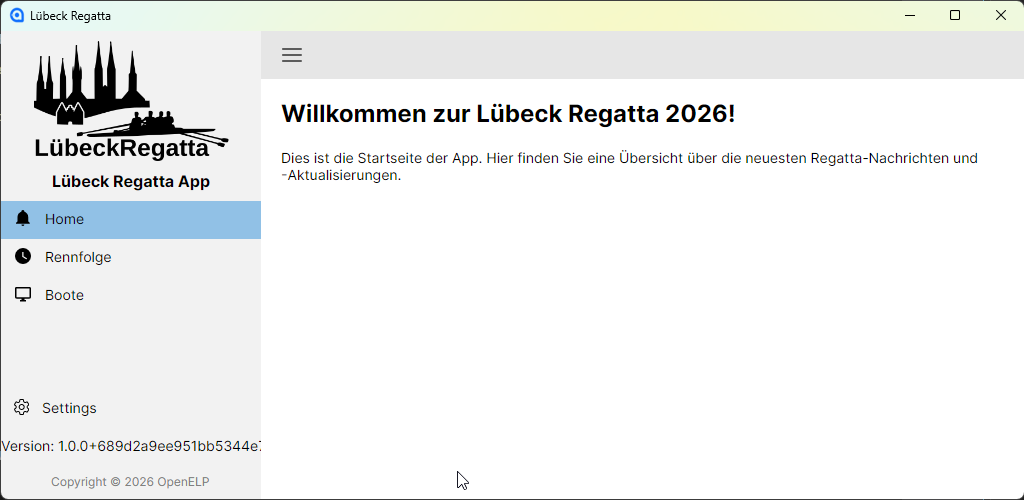 Lübeck Regatta
LübeckRegatta
Lübeck Regatta App
Home
Rennfolge
Boote
Settings
Version: 1.0.0+689d2a9ee951bb5344e
Copyright © 2026 OpenELP
Willkommen zur Lübeck Regatta 2026!
Dies ist die Startseite der App. Hier finden Sie eine Übersicht über die neuesten Regatta-Nachrichten und
-Aktualisierungen.